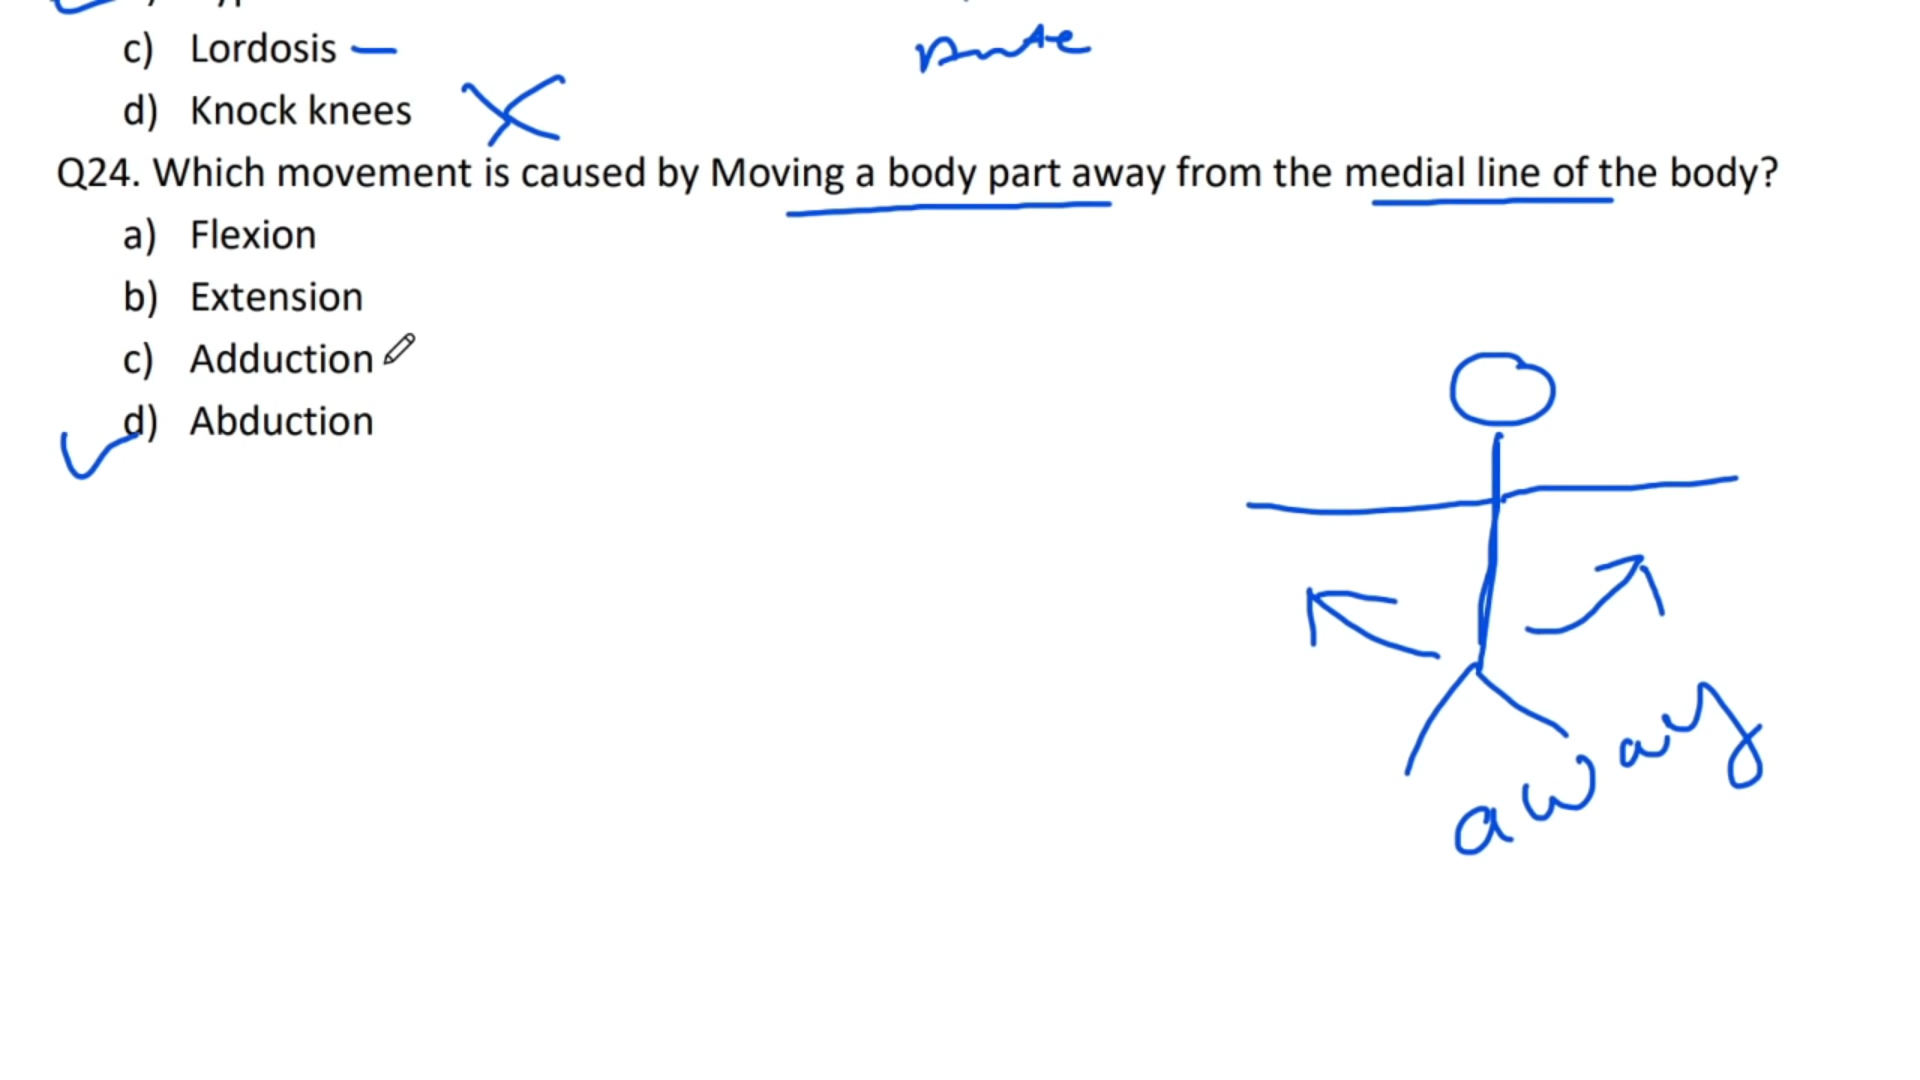 c) Lordosis
d) Knock knees
Q24. Which movement is caused by Moving a body part away from the medial line of the body?
a) Flexion
b) Extension
c) Adduction
d) Abduction
away